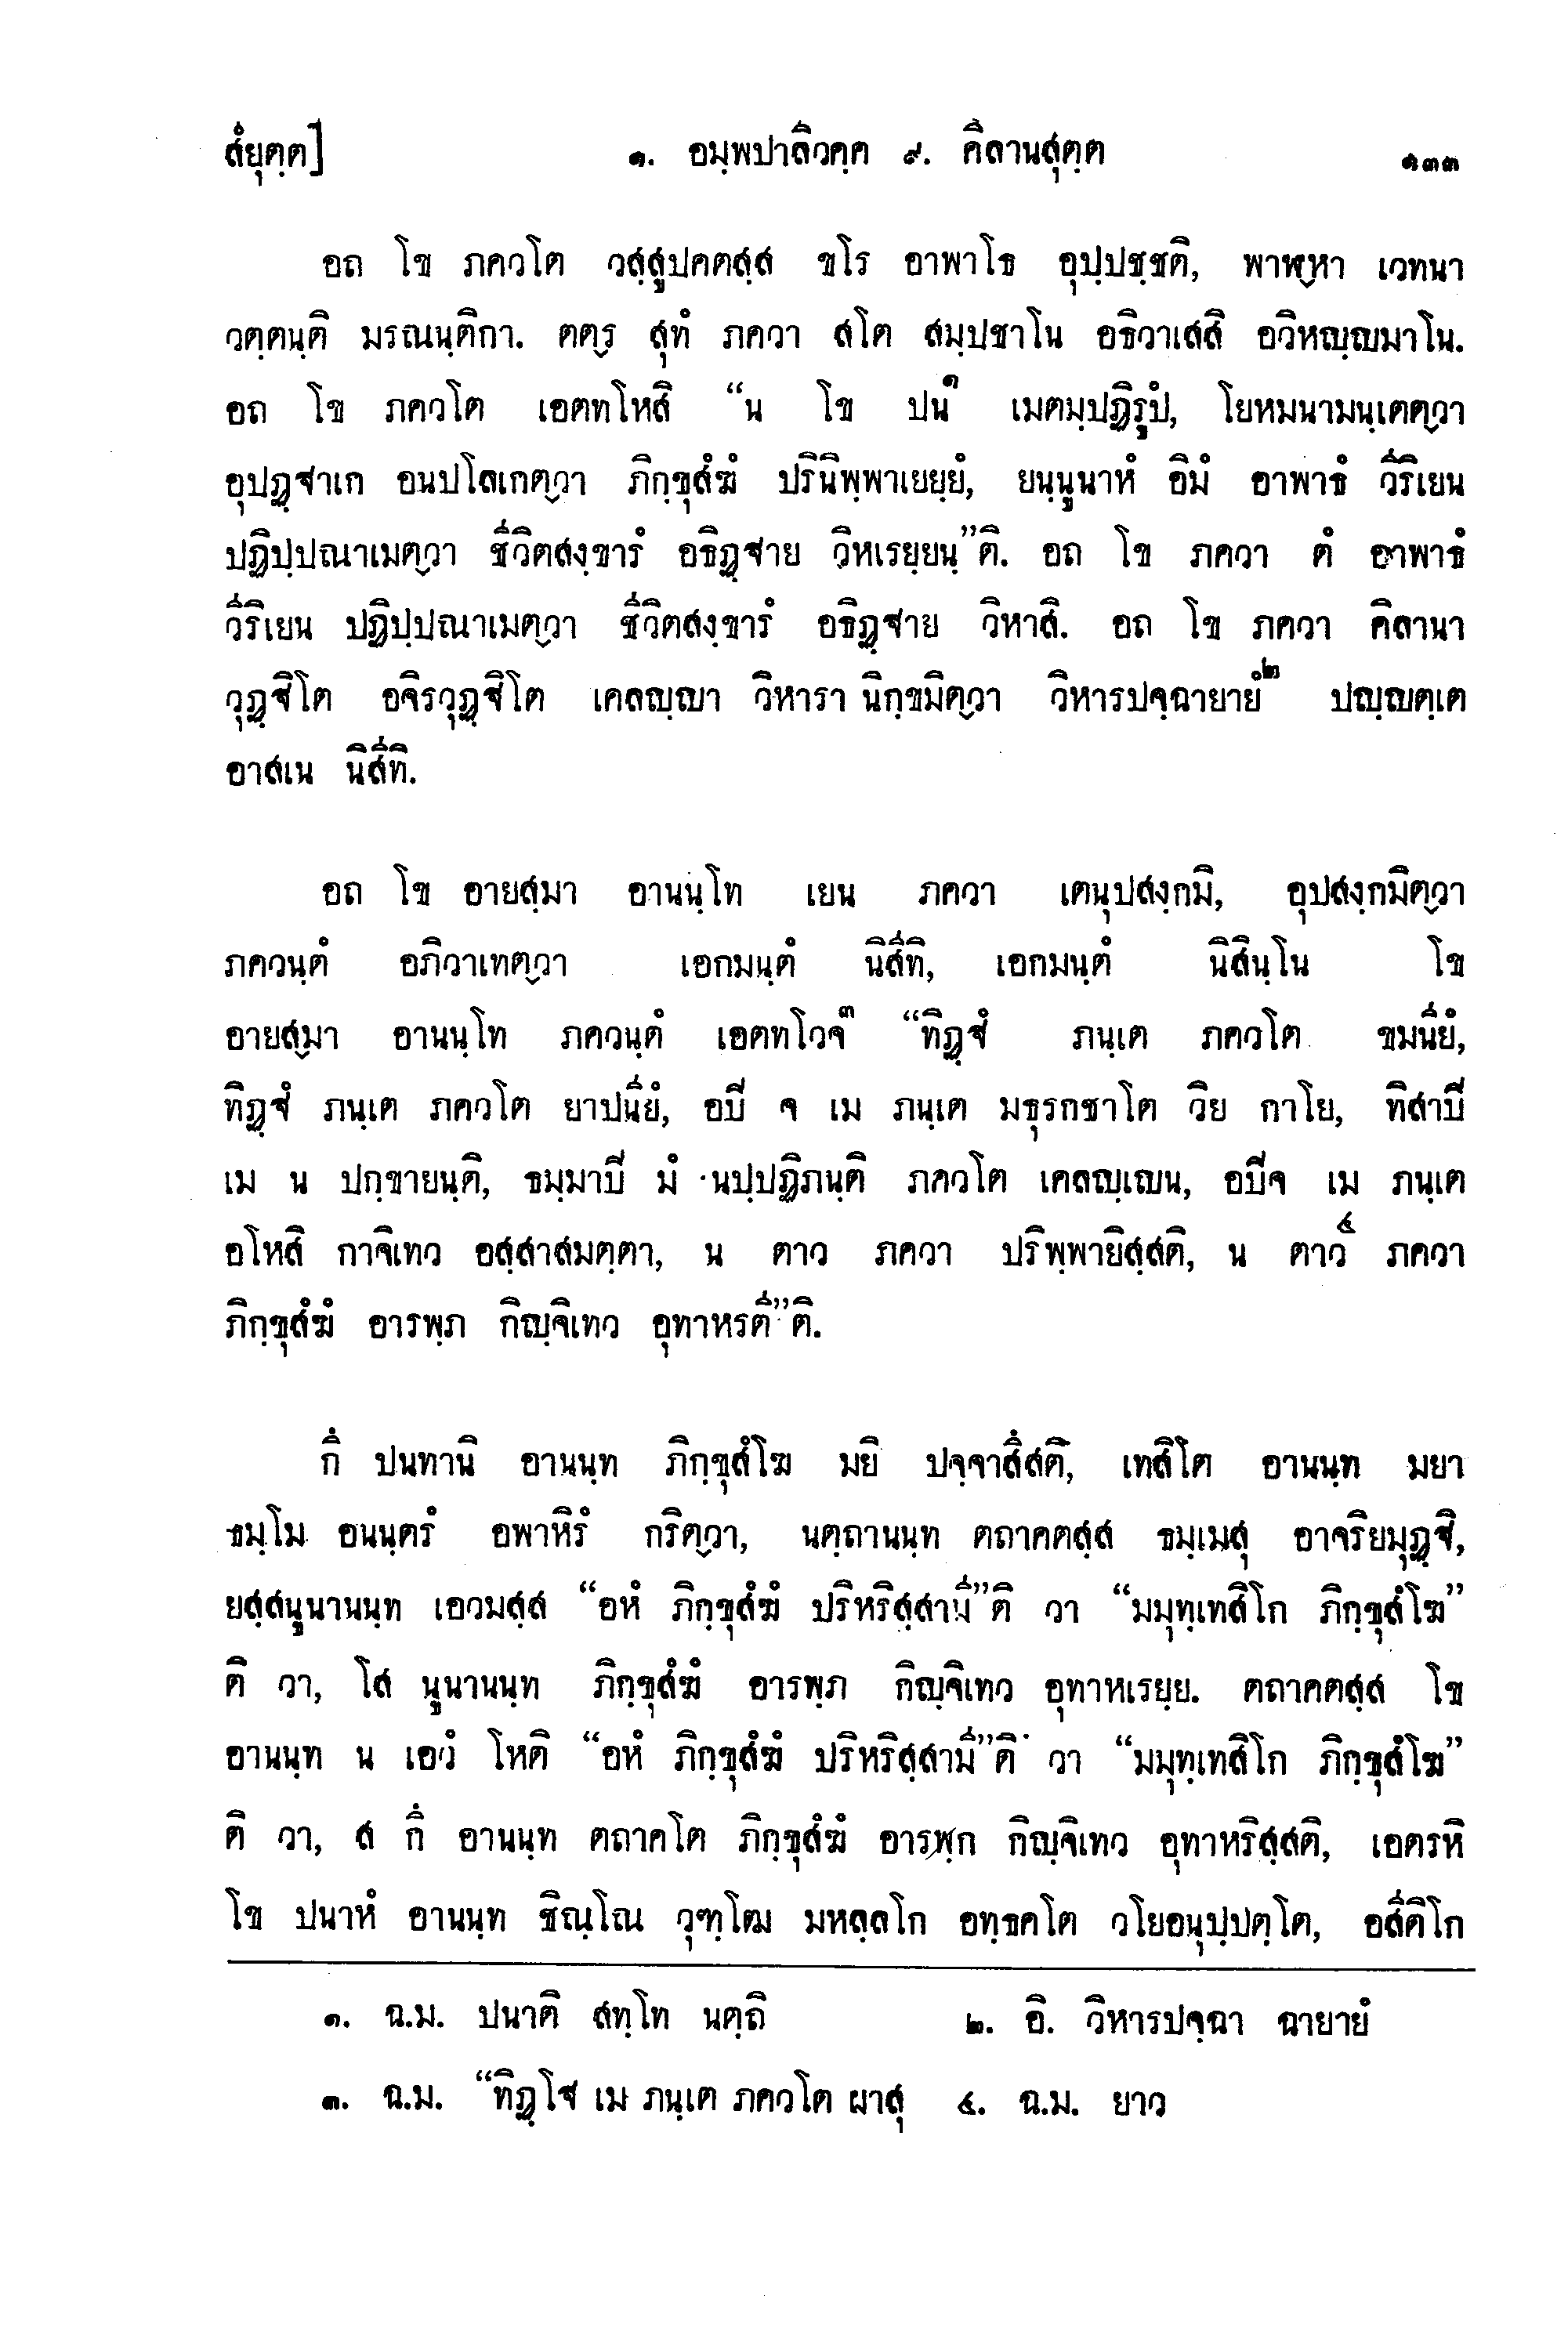 สํยุตฺต] ๑. อมฺพปาลิวคฺค ๙. คิลานสุตฺต ๑๓๓
อถ โข ภควโต วสฺสูปคตสฺส ขโร อาพาโธ อุปฺปชฺชติ, พาฬฺหา เวทนา
วตฺตนฺติ มรณนฺติกา. ตตฺร สุทํ ภควา สโต สมฺปชาโน อธิวาเสสิ อวิหญฺญมาโน.
อถ โข ภควโต เอตทโหสิ “น โข ปน๑ เมตมฺปฏิรูปํ, โยหมนามนฺเตตฺวา
อุปฏฺฐาเก อนปโลเกตฺวา ภิกฺขุสํฆํ ปรินิพฺพาเยยฺยํ, ยนฺนูนาหํ อิมํ อาพาธํ วีริเยน
ปฏิปฺปณาเมตฺวา ชีวิตสงฺขารํ อธิฏฺฐาย วิหเรยฺยนฺ”ติ. อถ โข ภควา ตํ อาพาธํ
วีริเยน ปฏิปฺปณาเมตฺวา ชีวิตสงฺขารํ อธิฏฺฐาย วิหาสิ. อถ โข ภควา คิลานา
วุฏฺฐิโต อจิรวุฏฺฐิโต เคลญฺญา วิหารา นิกฺขมิตฺวา วิหารปจฺฉายายํ๒ ปญฺญตฺเต
อาสเน นิสีทิ.
อถ โข อายสฺมา อานนฺโท เยน ภควา เตนุปสงฺกมิ, อุปสงฺกมิตฺวา
ภควนฺตํ อภิวาเทตฺวา เอกมนฺตํ นิสีทิ, เอกมนฺตํ นิสินฺโน โข
อายสฺมา อานนฺโท ภควนฺตํ เอตทโวจ๓ “ทิฏฺฐํ ภนฺเต ภควโต ขมนียํ,
ทิฏฺฐํ ภนฺเต ภควโต ยาปนียํ, อปิ จ เม ภนฺเต มธุรกชาโต วิย กาโย, ทิสาปิ
เม น ปกฺขายนฺติ, ธมฺมาปิ มํ นปฺปฏิภนฺติ ภควโต เคลญฺเญน, อปิจ เม ภนฺเต
อโหสิ กาจิเทว อสฺสาสมตฺตา, น ตาว ภควา ปรินิพฺพายิสฺสติ, น ตาว๔ ภควา
ภิกฺขุสํฆํ อารพฺภ กิญฺจิเทว อุทาหรตี”ติ.
กึ ปนทานิ อานนฺท ภิกฺขุสํโฆ มยิ ปจฺจาสึสติ, เทสิโต อานนฺท มยา
ธมฺโม อนนฺตรํ อพาหิรํ กริตฺวา, นตฺถานนฺท ตถาคตสฺส ธมฺเมสุ อาจริยมุฏฺฐิ,
ยสฺสนูนานนฺท เอวมสฺส “อหํ ภิกฺขุสํฆํ ปริหริสฺสามี”ติ วา “มมุทฺเทสิโก ภิกฺขุสํโฆ”
ติ วา, โส นูนานนฺท ภิกฺขุสํฆํ อารพฺภ กิญฺจิเทว อุทาหเรยฺย. ตถาคตสฺส โข
อานนฺท น เอวํ โหติ “อหํ ภิกฺขุสํฆํ ปริหริสฺสามี”ติ วา “มมุทฺเทสิโก ภิกฺขุสํโฆ”
ติ วา, ส กึ อานนฺท ตถาคโต ภิกฺขุสํฆํ อารพฺก กิญฺจิเทว อุทาหริสฺสติ, เอตรหิ
โข ปนาหํ อานนฺท ชิณฺโณ วุฑฺโฒ มหลฺลโก อทฺธคโต วโยอนุปฺปตฺโต, อสีติโก
๑. ฉ.ม. ปนาติ สทฺโท นตฺถิ ๒. อิ. วิหารปจฺฉา ฉายายํ
๓. ฉ.ม. “ทิฏฺโฐ เม ภนฺเต ภควโต ผาสุ ๔. ฉ.ม. ยาว